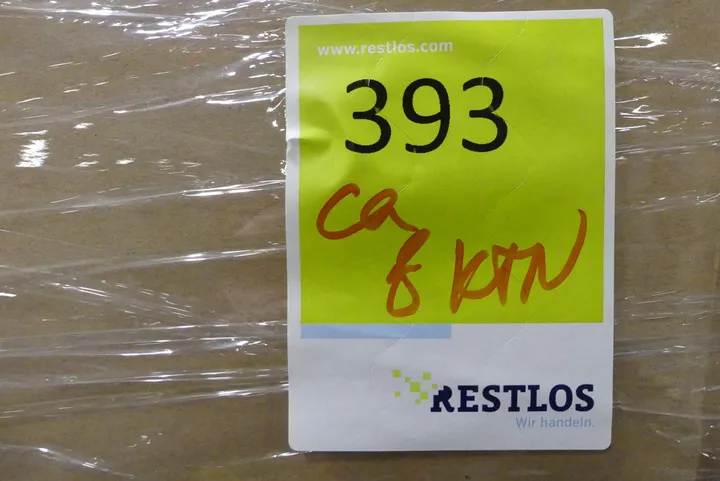 www.restlos.com
393
ca
8 KTN
RESTLOS
Wir handeln.